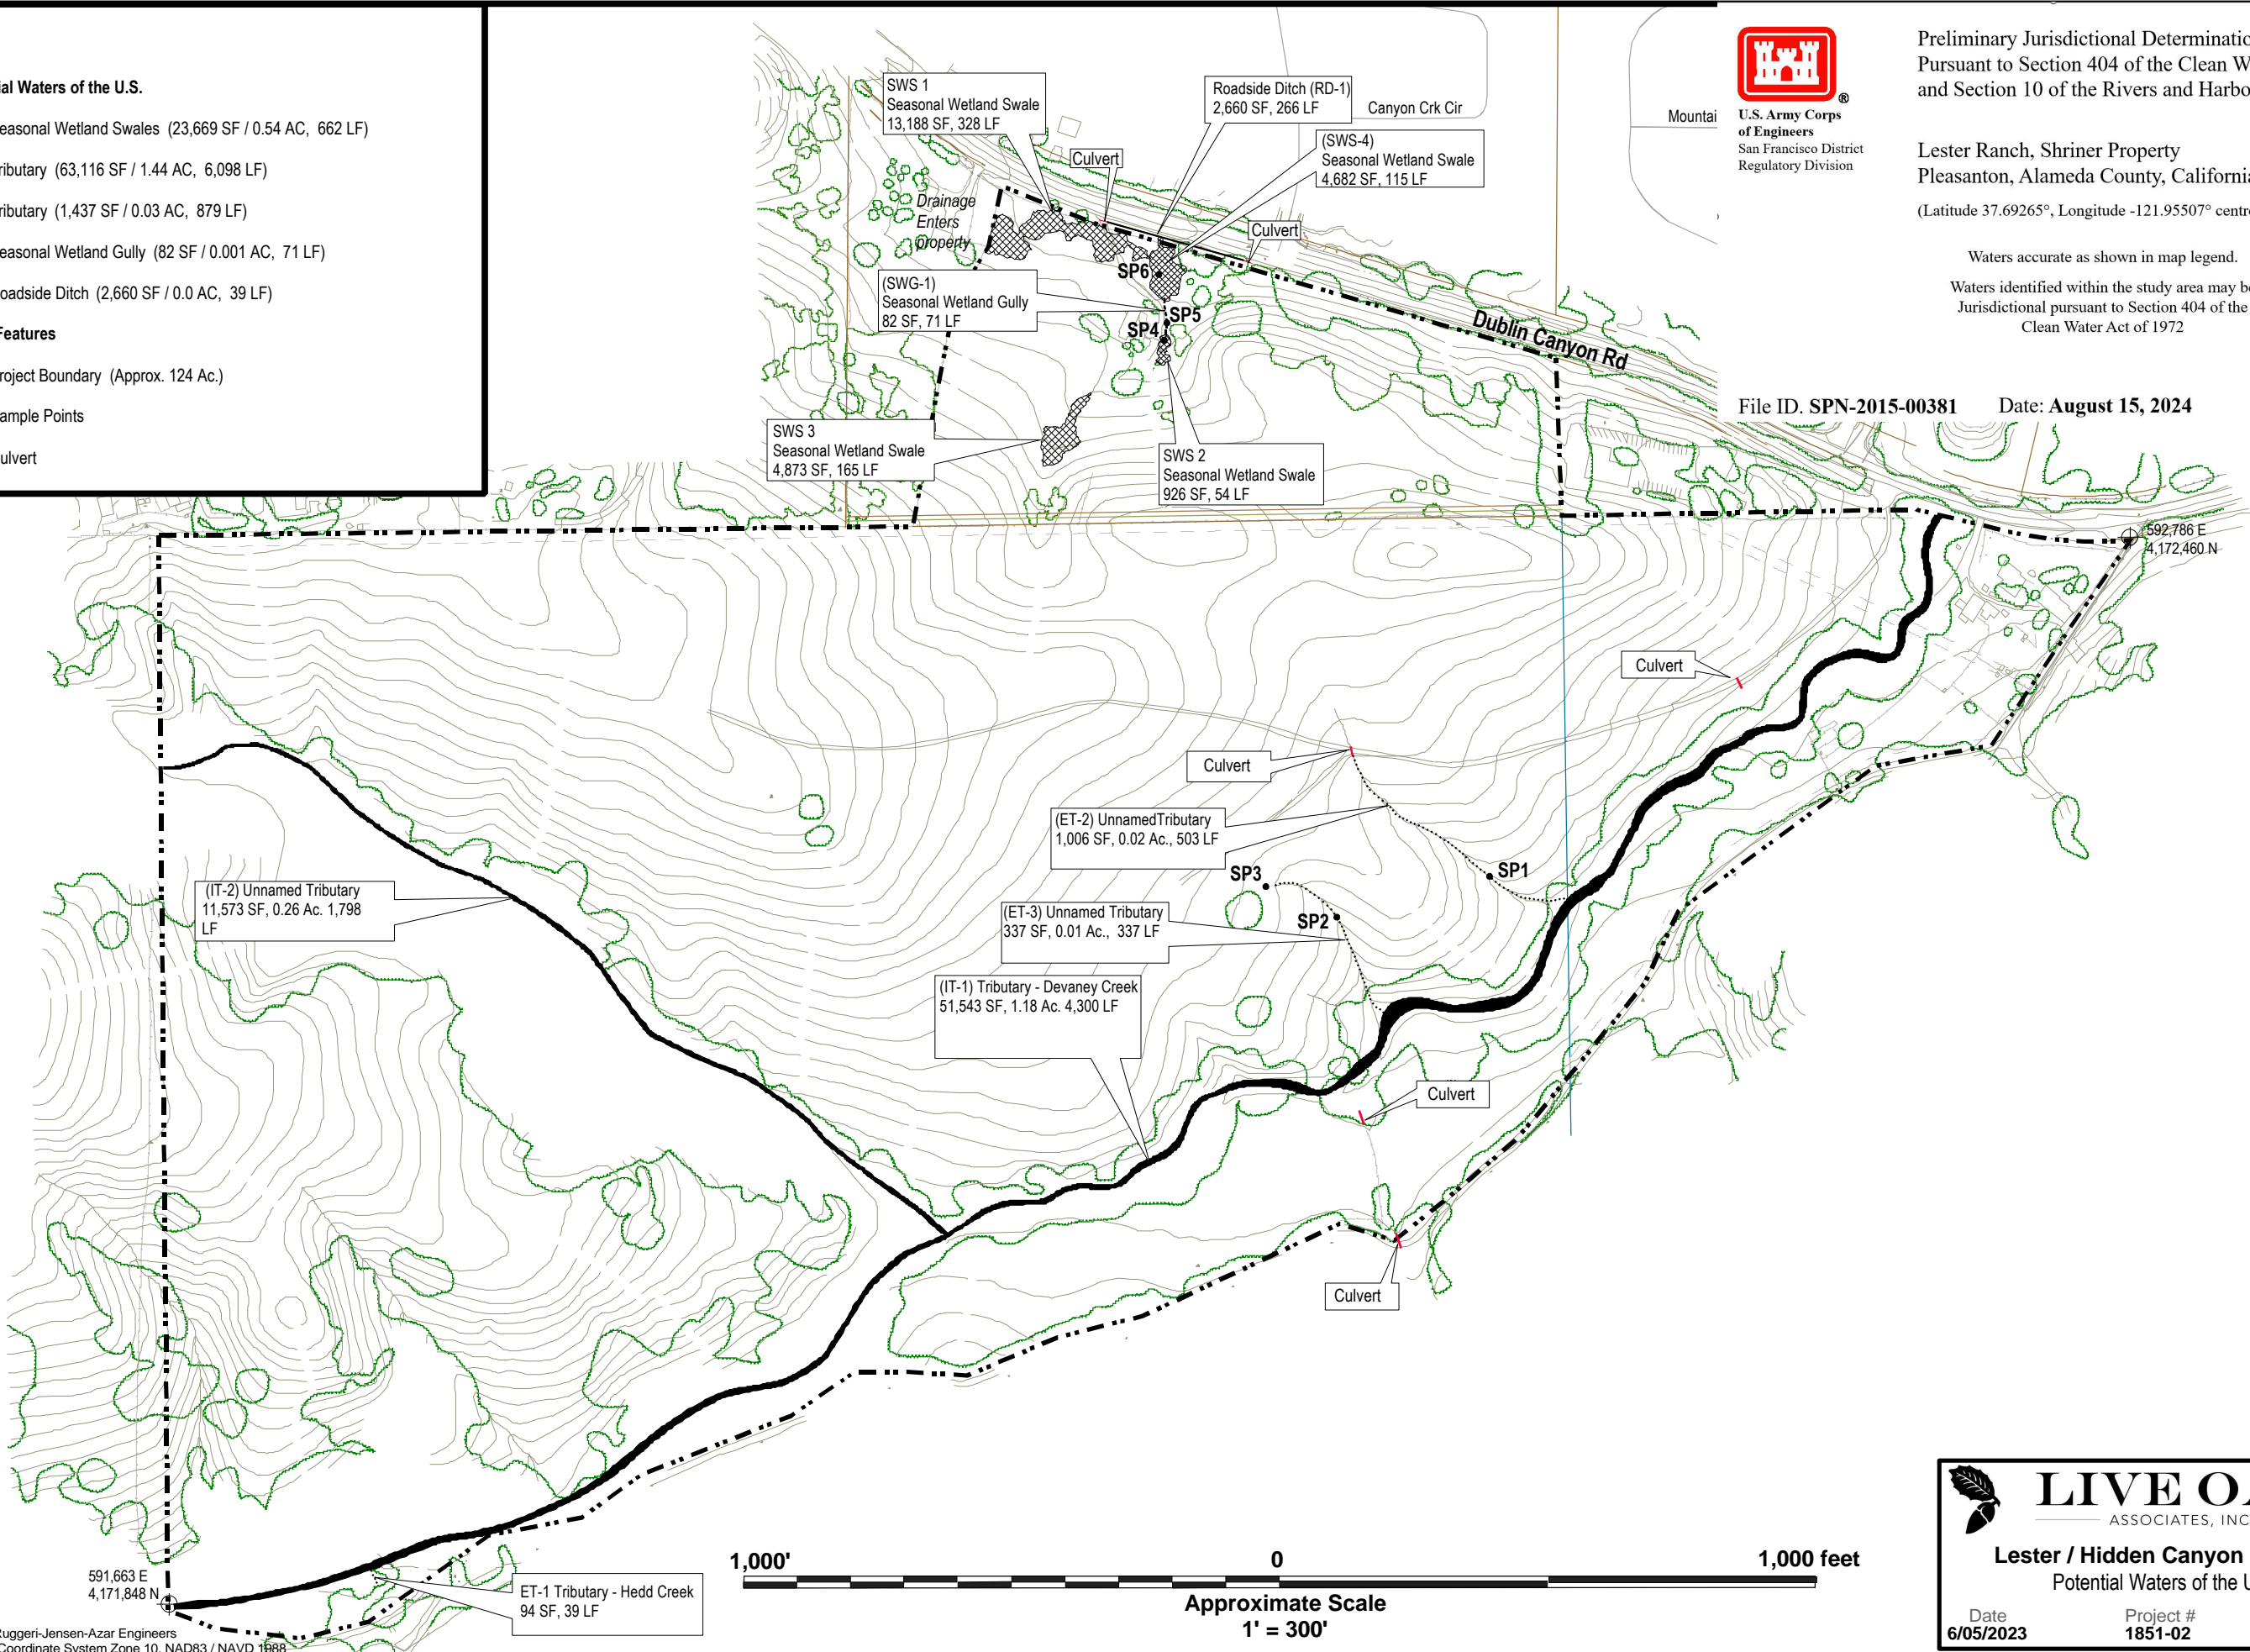 ial Waters of the U.S.
easonal Wetland Swales (23,669 SF / 0.54 AC, 662 LF)
ributary (63,116 SF / 1.44 AC, 6,098 LF)
ributary (1,437 SF / 0.03 AC, 879 LF)
easonal Wetland Gully (82 SF / 0.001 AC, 71 LF)
oadside Ditch (2,660 SF / 0.0 AC, 39 LF)
Features
roject Boundary (Approx. 124 Ac.)
ample Points
ulvert
SWS 1
Seasonal Wetland Swale
13,188 SF, 328 LF
Roadside Ditch (RD-1)
2,660 SF, 266 LF
Canyon Crk Cir
Mountai
(SWS-4)
Seasonal Wetland Swale
4,682 SF, 115 LF
Culvert
Drainage
Enters
property
Culvert
SP6
(SWG-1)
Seasonal Wetland Gully
82 SF, 71 LF
SP5
SP4
Dublin Canyon Rd
SWS 3
Seasonal Wetland Swale
4,873 SF, 165 LF
SWS 2
Seasonal Wetland Swale
926 SF, 54 LF
®
U.S. Army Corps
of Engineers
San Francisco District
Regulatory Division
Preliminary Jurisdictional Determinatio
Pursuant to Section 404 of the Clean W
and Section 10 of the Rivers and Harbo
Lester Ranch, Shriner Property
Pleasanton, Alameda County, California
(Latitude 37.69265°, Longitude -121.95507° centro
Waters accurate as shown in map legend.
Waters identified within the study area may be
Jurisdictional pursuant to Section 404 of the
Clean Water Act of 1972
File ID. SPN-2015-00381 Date: August 15, 2024
592,786 E
4,172,460 N
Culvert
Culvert
(ET-2) UnnamedTributary
1,006 SF, 0.02 Ac., 503 LF
SP1
SP3
SP2
(IT-2) Unnamed Tributary
11,573 SF, 0.26 Ac. 1,798
LF
(ET-3) Unnamed Tributary
337 SF, 0.01 Ac., 337 LF
(IT-1) Tributary - Devaney Creek
51,543 SF, 1.18 Ac. 4,300 LF
Culvert
Culvert
591,663 E
4,171,848 N
ET-1 Tributary - Hedd Creek
94 SF, 39 LF
1,000' 0 1,000 feet
Approximate Scale
1' = 300'
Ruggeri-Jensen-Azar Engineers
Coordinate System Zone 10, NAD83 / NAVD 1988
LIVE OA
ASSOCIATES, INC
Lester / Hidden Canyon
Potential Waters of the U
Date Project #
6/05/2023 1851-02